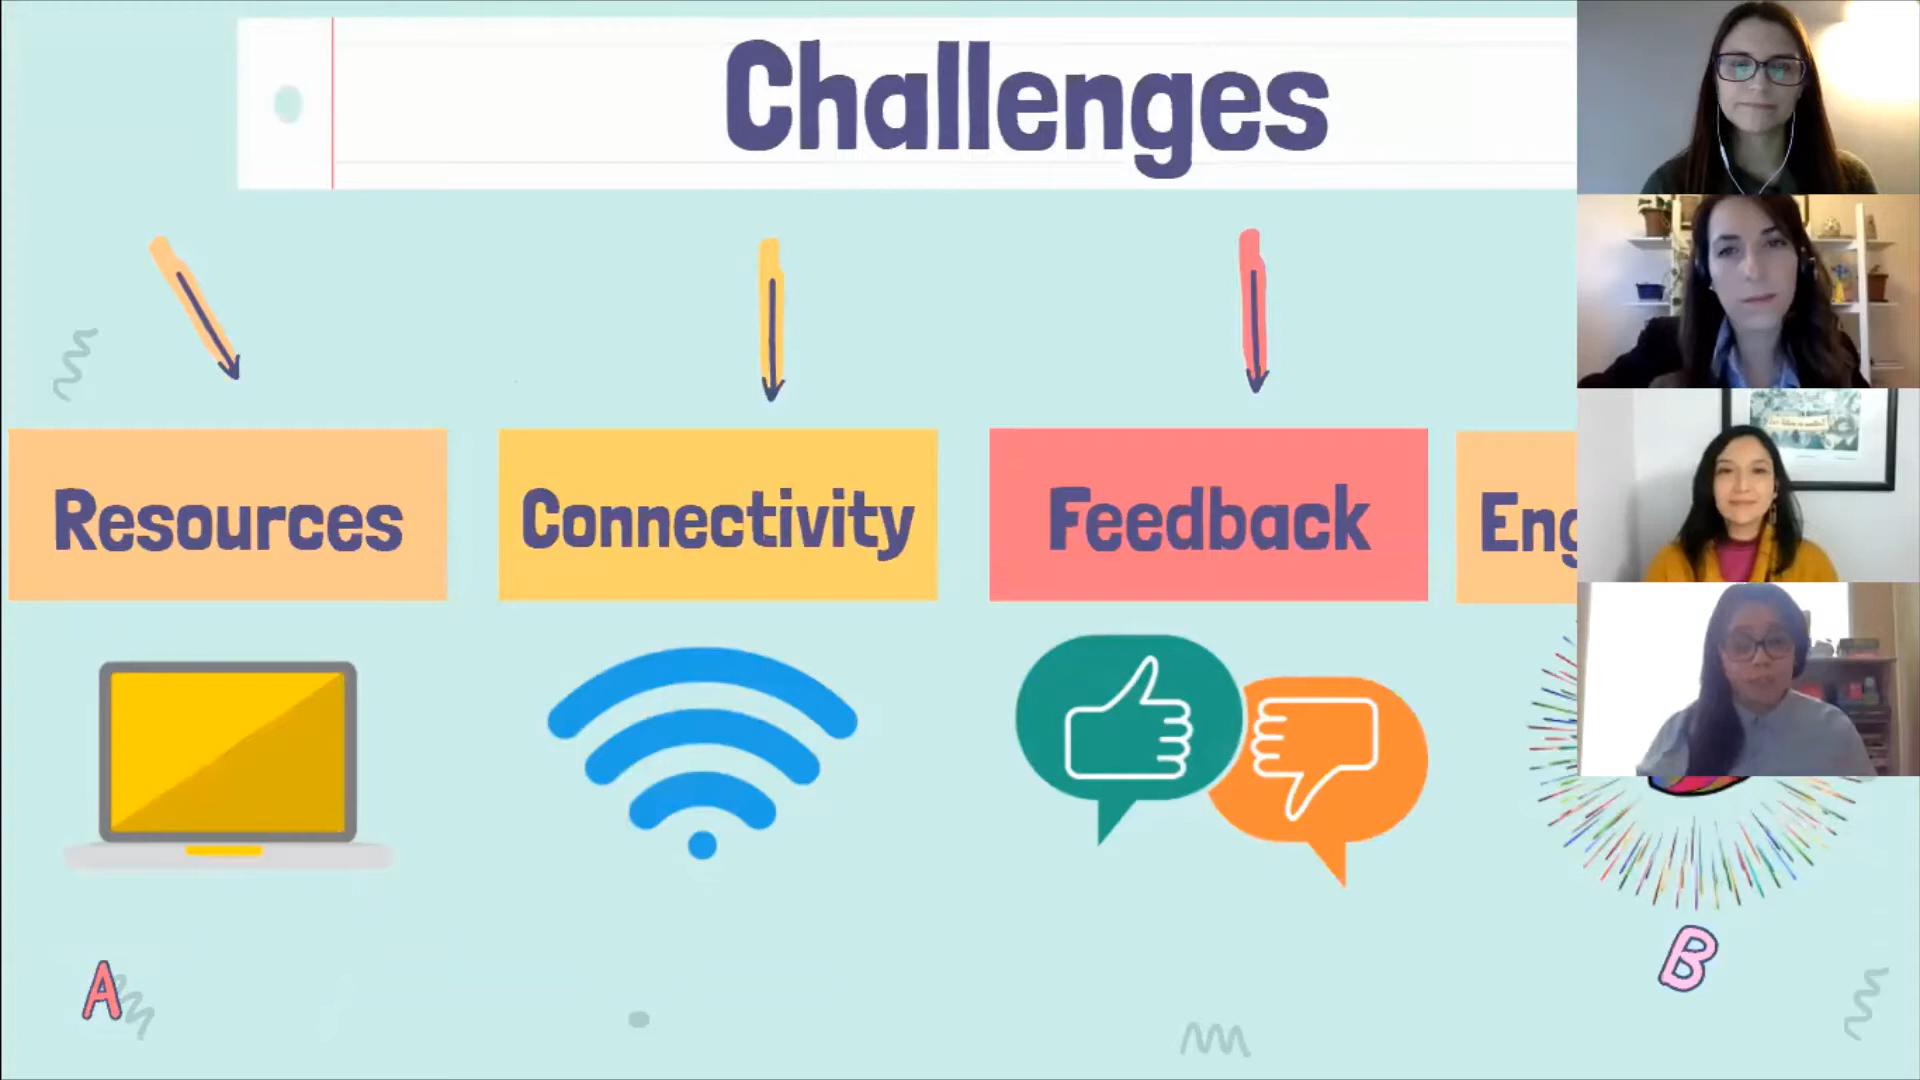 Challenges
Resources
Connectivity
Feedback
Eng
A
B